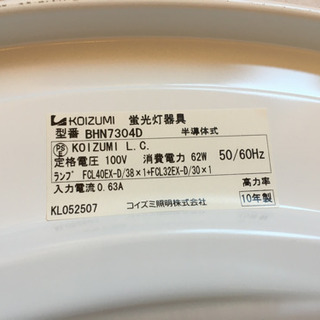 KOIZUMI 蛍光灯器具
型番 BHN7304D 半導体式
PSE KOIZUMI L.C.
定格電圧 100V 消費電力 62W 50/60Hz
ランプ FCL40EX-D/38×1+FCL32EX-D/30×1
入力電流 0.63A 高力率
KL052507 コイズミ照明株式会社 10年製